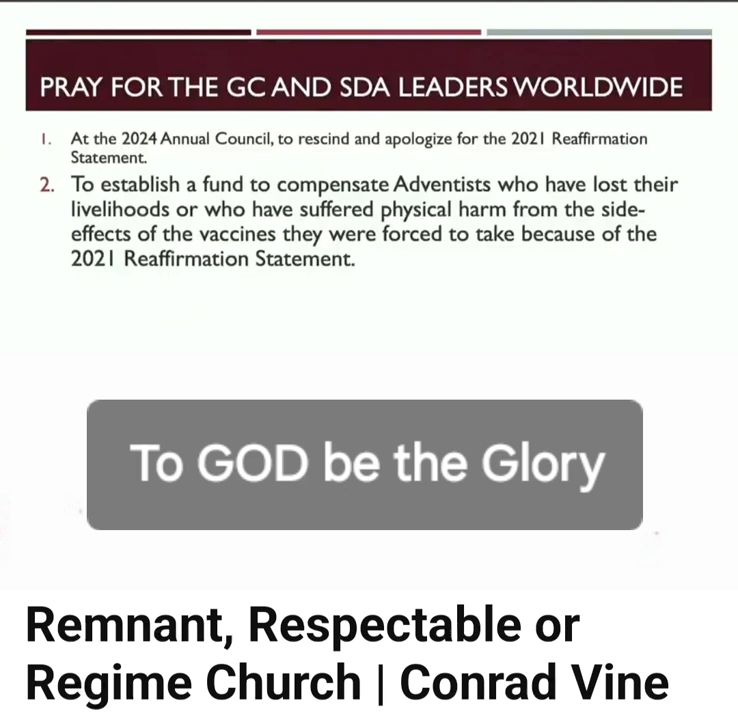 PRAY FOR THE GC AND SDA LEADERS WORLDWIDE
1. At the 2024 Annual Council, to rescind and apologize for the 2021 Reaffirmation
Statement.
2. To establish a fund to compensate Adventists who have lost their
livelihoods or who have suffered physical harm from the side-
effects of the vaccines they were forced to take because of the
2021 Reaffirmation Statement.
To GOD be the Glory
Remnant, Respectable or
Regime Church | Conrad Vine